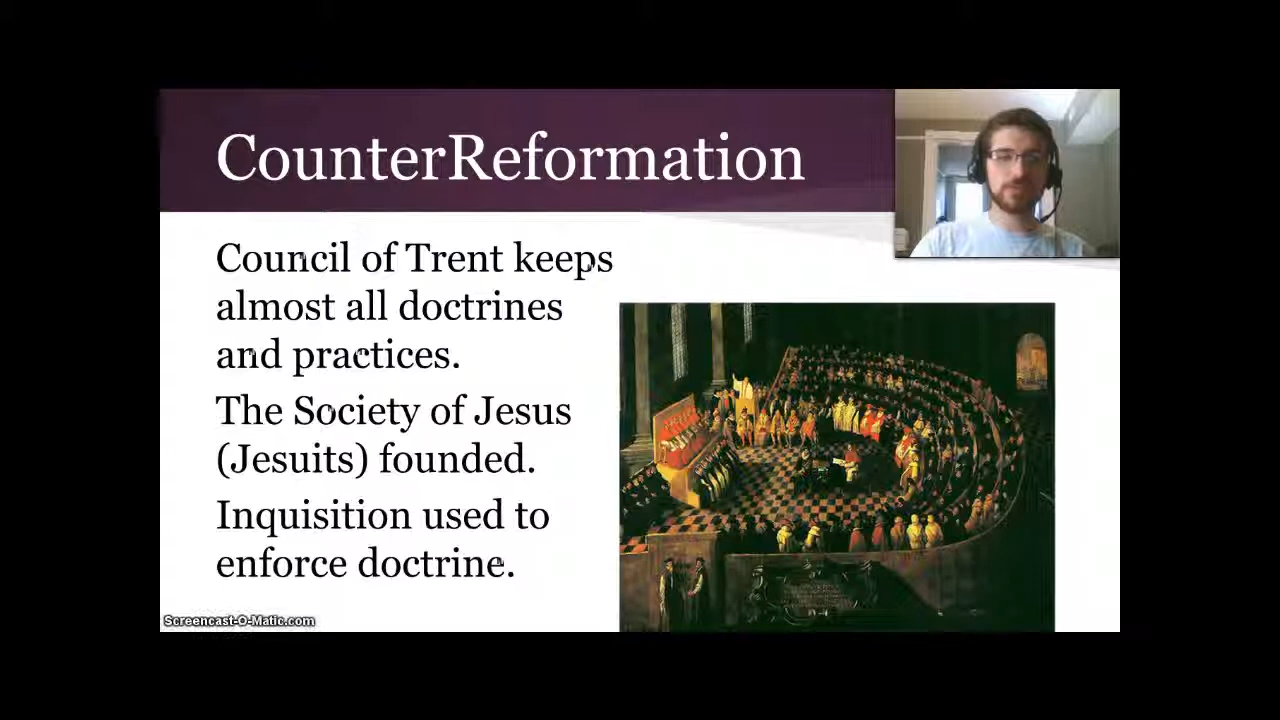 CounterReformation
Council of Trent keeps
almost all doctrines
and practices.
The Society of Jesus
(Jesuits) founded.
Inquisition used to
enforce doctrine.
Screencast-O-Matic.com